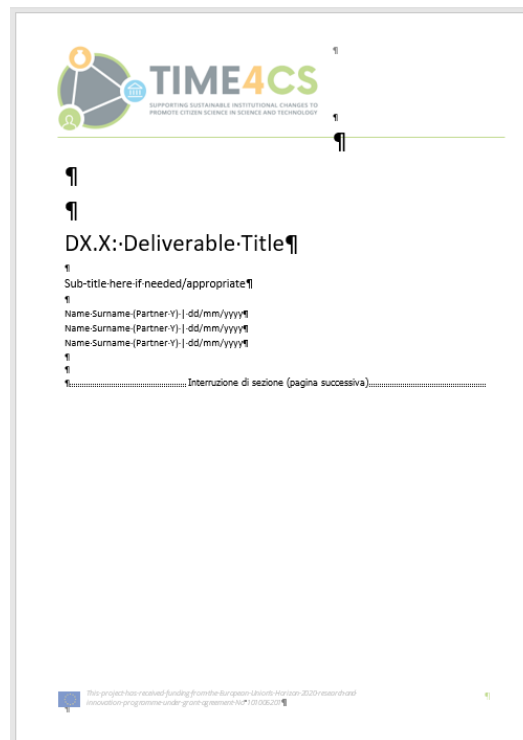 TIME4CS
SUPPORTING SUSTAINABLE INSTITUTIONAL CHANGES TO
PROMOTE CITIZEN SCIENCE IN SCIENCE AND TECHNOLOGY
DX.X: Deliverable Title
Sub-title here if needed/appropriate
Name Surname (Partner Y) | dd/mm/yyyy
Name Surname (Partner Y) | dd/mm/yyyy
Name Surname (Partner Y) | dd/mm/yyyy
Interruzione di sezione (pagina successiva)
This project has received funding from the European Union's Horizon 2020 research and
innovation programme under grant agreement No° 101006201